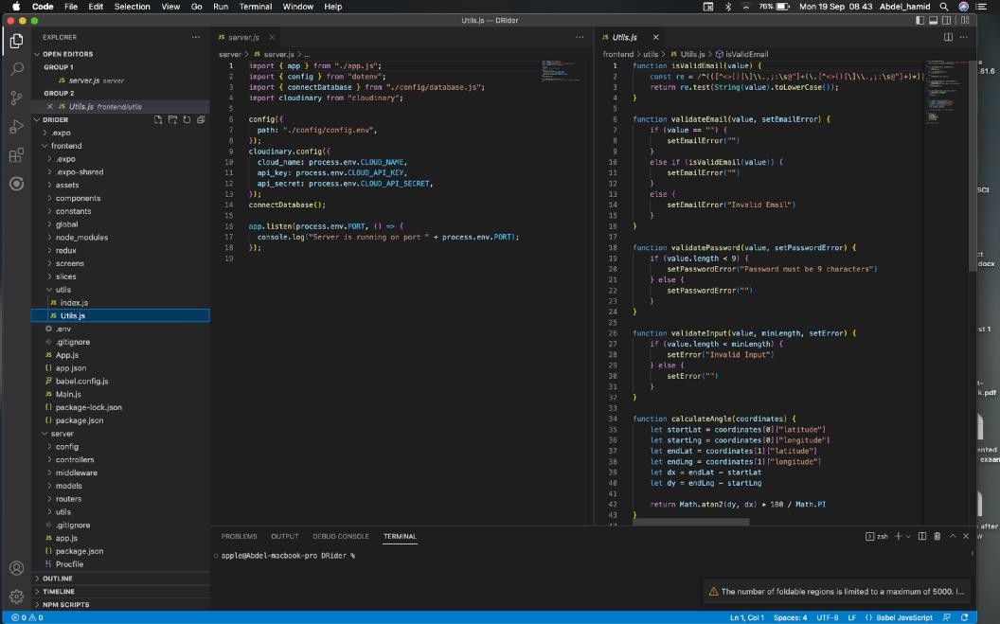 Code File Edit Selection View Go Run Terminal Window Help 76% Mon 19 Sep 08 43 Abdel_hamid
Utils.js — DRider
EXPLORER
OPEN EDITORS
GROUP 1
JS server.js server
GROUP 2
JS Utils.js frontend/utils
DRIDER
.expo
frontend
.expo
.expo-shared
assets
components
constants
global
node_modules
redux
screens
slices
utils
JS index.js
JS Utils.js
.env
.gitignore
JS App.js
{} app.json
babel.config.js
JS Main.js
{} package-lock.json
{} package.json
server
config
controllers
middleware
models
routers
utils
.gitignore
JS app.js
{} package.json
Procfile
OUTLINE
TIMELINE
NPM SCRIPTS
JS server.js
server > JS server.js > ...
1 import { app } from "./app.js";
2 import { config } from "dotenv";
3 import { connectDatabase } from "./config/database.js";
4 import cloudinary from "cloudinary";
5
6 config({
7 path: "./config/config.env",
8 });
9 cloudinary.config({
10 cloud_name: process.env.CLOUD_NAME,
11 api_key: process.env.CLOUD_API_KEY,
12 api_secret: process.env.CLOUD_API_SECRET,
13 });
14 connectDatabase();
15
16 app.listen(process.env.PORT, () => {
17 console.log("Server is running on port " + process.env.PORT);
18 });
19
JS Utils.js
frontend > utils > JS Utils.js > isValidEmail
1 function isValidEmail(value) {
2 const re = /^(([^<>()[\]\\.,;:\s@"]+(\.[^<>()[\]\\.,;:\s@"]+)*)|
3 return re.test(String(value).toLowerCase());
4 }
5
6 function validateEmail(value, setEmailError) {
7 if (value == "") {
8 setEmailError("")
9 }
10 else if (isValidEmail(value)) {
11 setEmailError("")
12 }
13 else {
14 setEmailError("Invalid Email")
15 }
16 }
17
18 function validatePassword(value, setPasswordError) {
19 if (value.length < 9) {
20 setPasswordError("Password must be 9 characters")
21 } else {
22 setPasswordError("")
23 }
24 }
25
26 function validateInput(value, minLength, setError) {
27 if (value.length < minLength) {
28 setError("Invalid Input")
29 } else {
30 setError("")
31 }
32 }
33
34 function calculateAngle(coordinates) {
35 let startLat = coordinates[0]["latitude"]
36 let startLng = coordinates[0]["longitude"]
37 let endLat = coordinates[1]["latitude"]
38 let endLng = coordinates[1]["longitude"]
39 let dx = endLat - startLat
40 let dy = endLng - startLng
41
42 return Math.atan2(dy, dx) * 180 / Math.PI
43 }
PROBLEMS OUTPUT DEBUG CONSOLE TERMINAL
zsh
apple@Abdel-macbook-pro DRider %
The number of foldable regions is limited to a maximum of 5000. I...
0 0
Ln 1, Col 1 Spaces: 4 UTF-8 LF {} Babel JavaScript